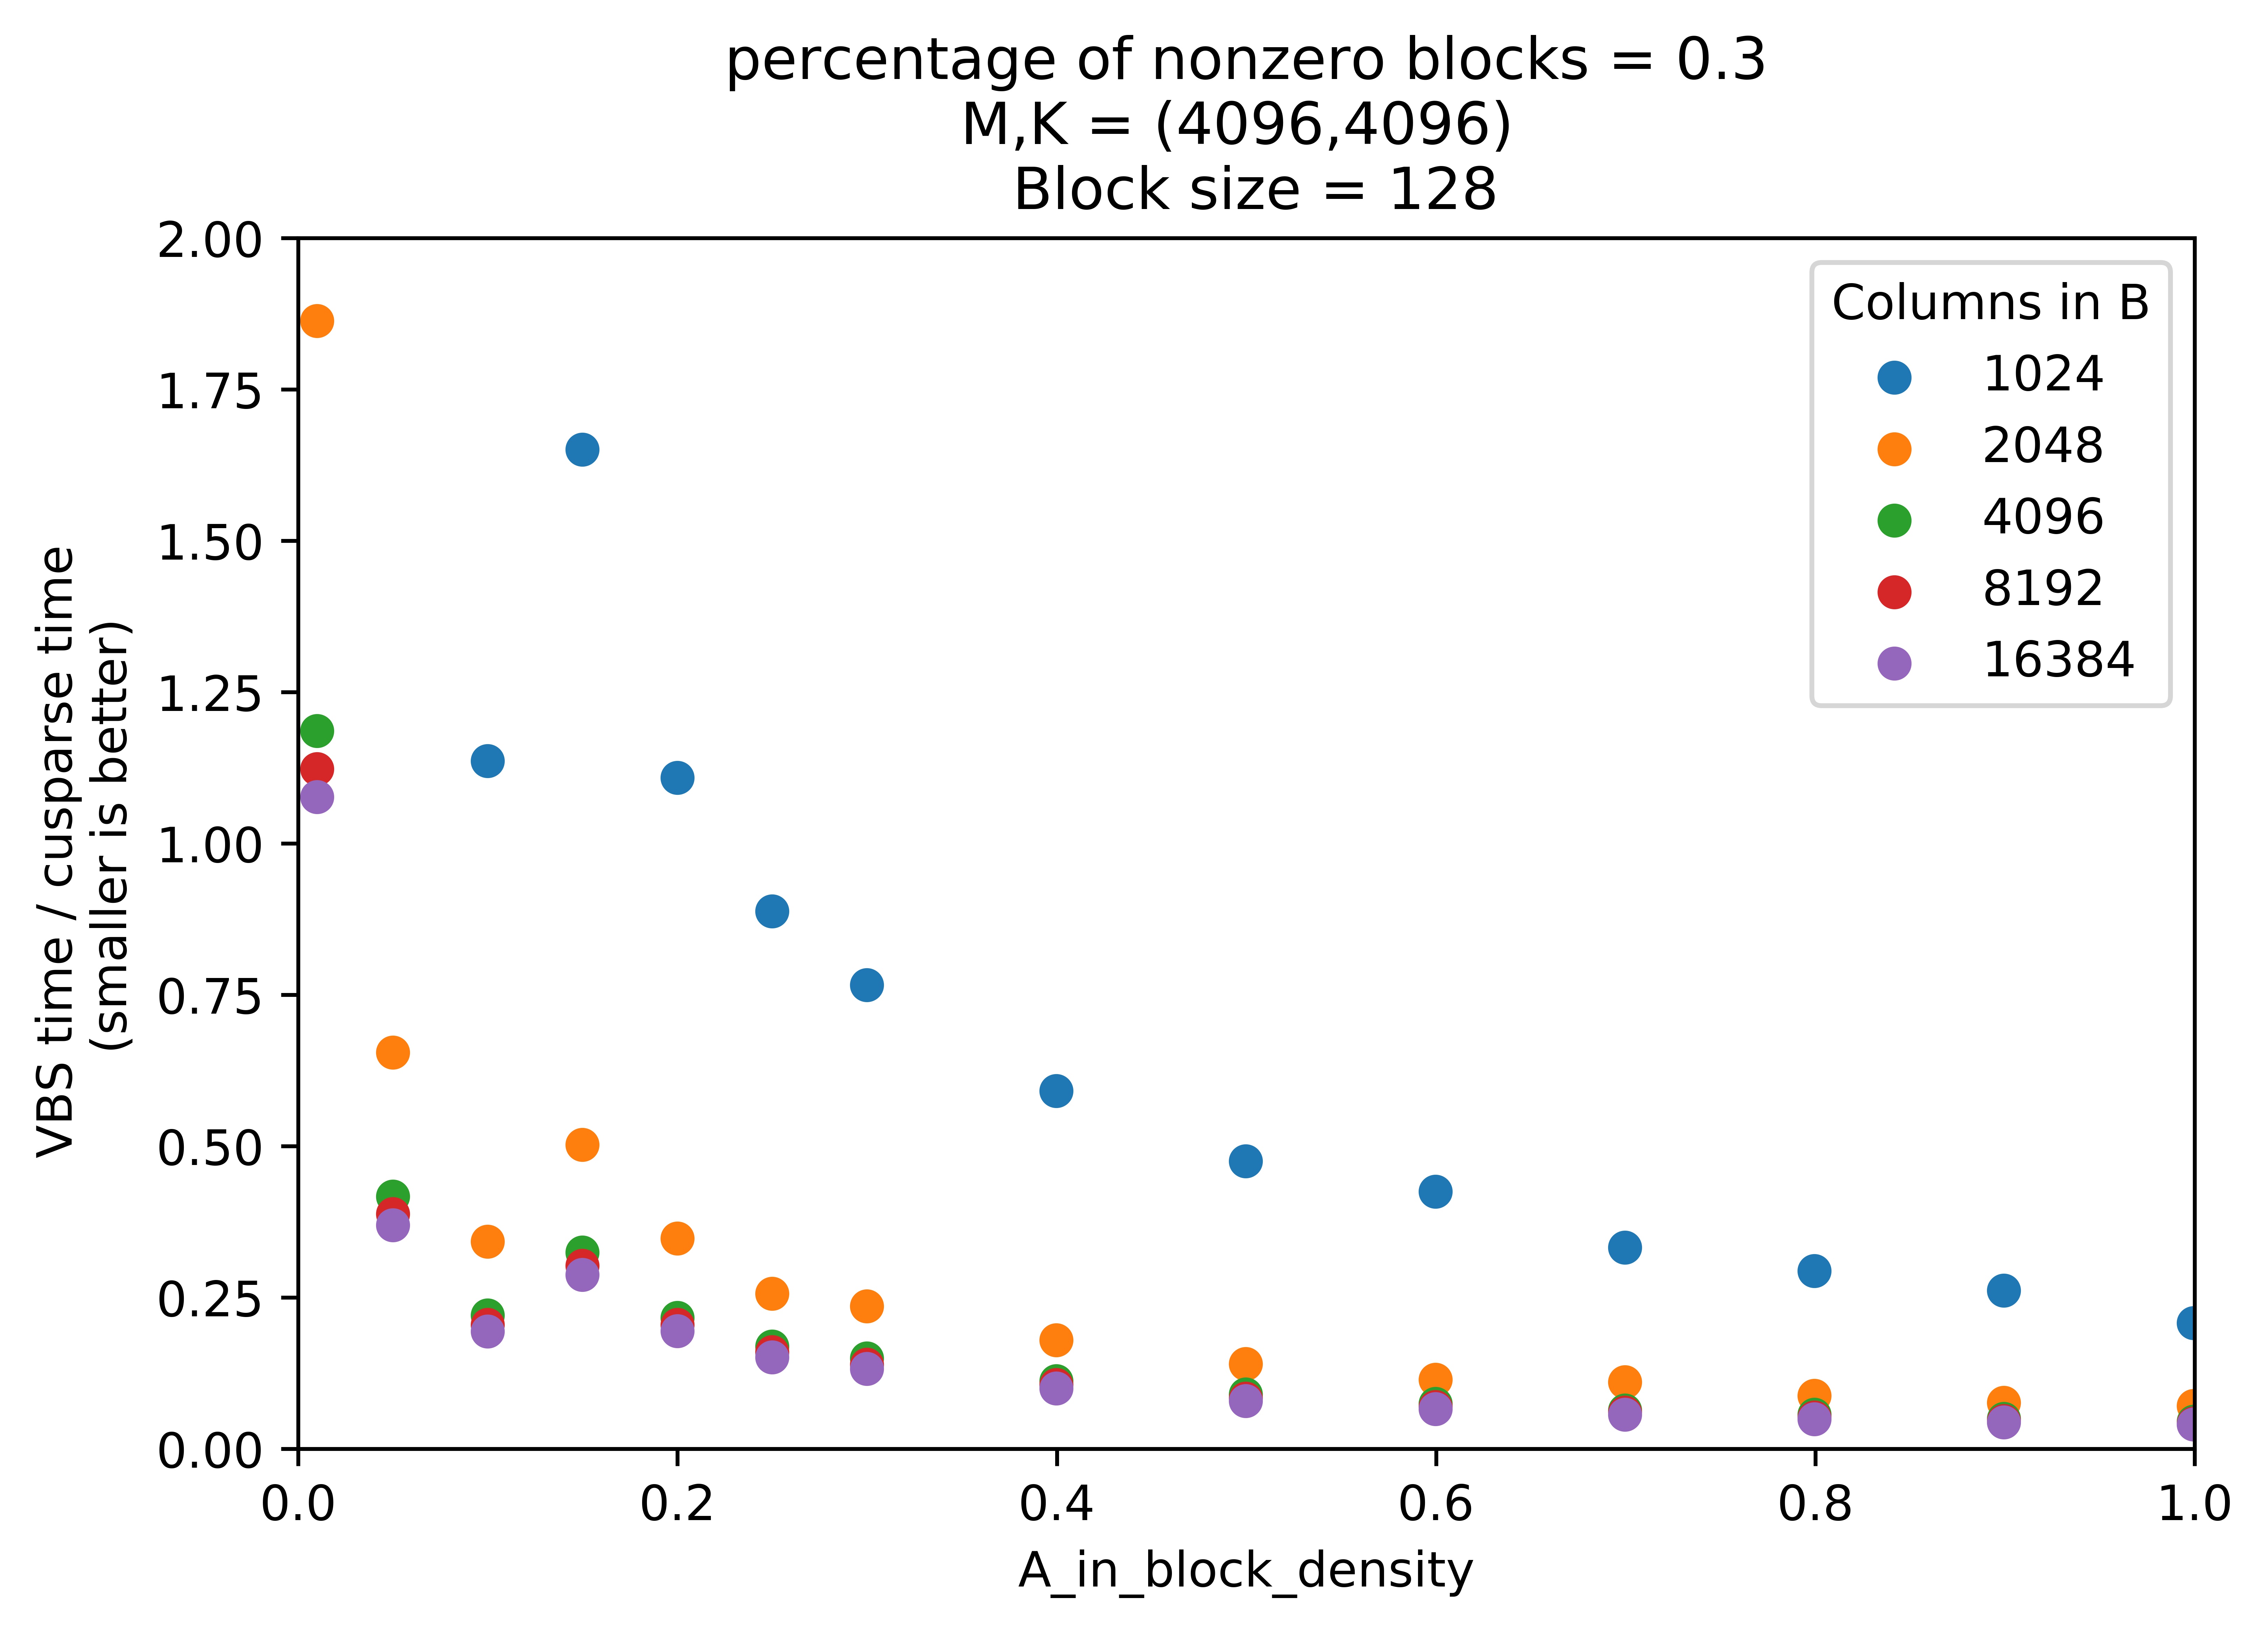 percentage of nonzero blocks = 0.3
M,K = (4096,4096)
Block size = 128
VBS time / cusparse time
(smaller is better)
2.00
1.75
1.50
1.25
1.00
0.75
0.50
0.25
0.00
Columns in B
1024
2048
4096
8192
16384
0.0
0.2
0.4
0.6
0.8
1.0
A_in_block_density